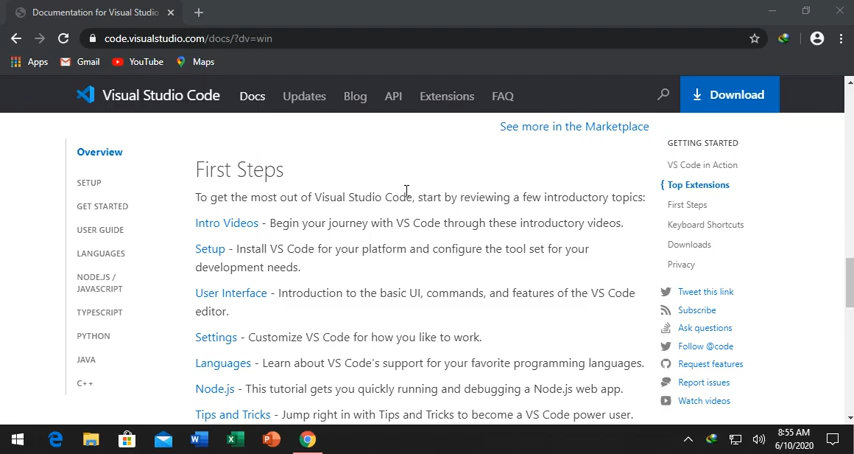 Documentation for Visual Studio
code.visualstudio.com/docs/?dv=win
Apps Gmail YouTube Maps
Visual Studio Code Docs Updates Blog API Extensions FAQ Download
See more in the Marketplace
Overview
SETUP
GET STARTED
USER GUIDE
LANGUAGES
NODE.JS /
JAVASCRIPT
TYPESCRIPT
PYTHON
JAVA
C++
First Steps
To get the most out of Visual Studio Code, start by reviewing a few introductory topics:
Intro Videos - Begin your journey with VS Code through these introductory videos.
Setup - Install VS Code for your platform and configure the tool set for your
development needs.
User Interface - Introduction to the basic UI, commands, and features of the VS Code
editor.
Settings - Customize VS Code for how you like to work.
Languages - Learn about VS Code's support for your favorite programming languages.
Node.js - This tutorial gets you quickly running and debugging a Node.js web app.
Tips and Tricks - Jump right in with Tips and Tricks to become a VS Code power user.
GETTING STARTED
VS Code in Action
Top Extensions
First Steps
Keyboard Shortcuts
Downloads
Privacy
Tweet this link
Subscribe
Ask questions
Follow @code
Request features
Report issues
Watch videos
8:55 AM
6/10/2020